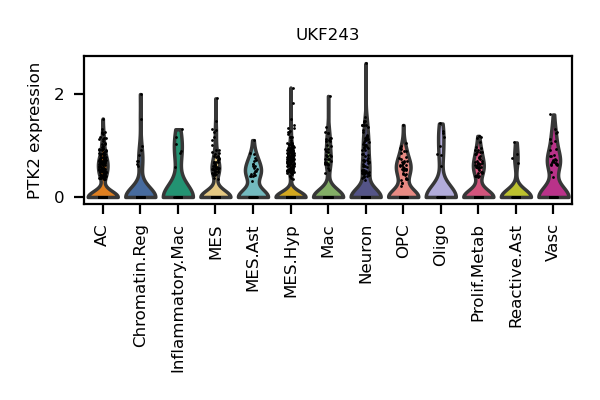 UKF243
PTK2 expression
2
0
AC
Chromatin.Reg
Inflammatory.Mac
MES
MES.Ast
MES.Hyp
Mac
Neuron
OPC
Oligo
Prolif.Metab
Reactive.Ast
Vasc